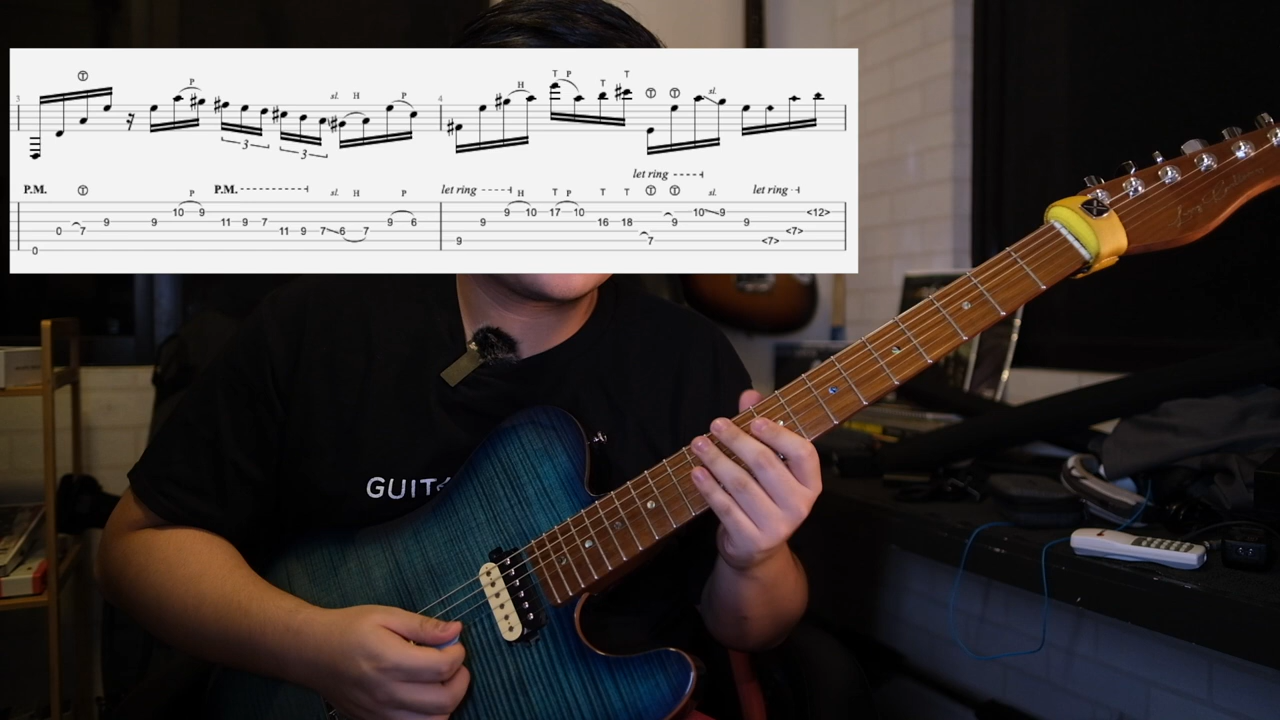 3 Ⓣ P 3 3 sl. H P 4 H T P T T Ⓣ Ⓣ sl.
let ring
P.M. Ⓣ P P.M. sl. H P let ring H T P T T Ⓣ Ⓣ sl. let ring
10 9 9 10 17 10 10 9 <12>
9 9 11 9 7 9 6 9 16 18 9 9
0 7 11 9 7 6 7 <7>
9 7 <7>
0
GUIT